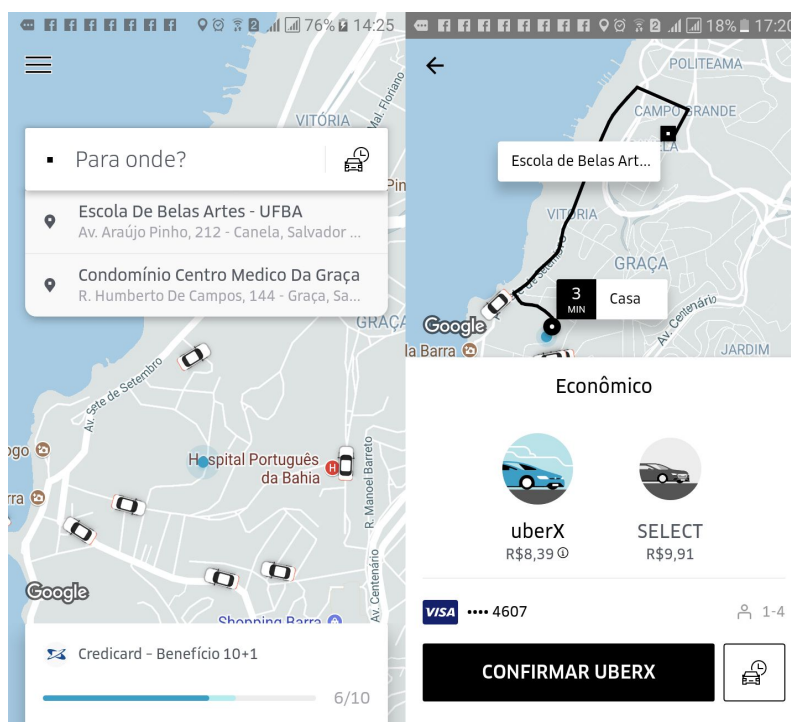 2 76% 14:25
VITÓRIA
Mal. Floriano
Para onde?
Escola De Belas Artes - UFBA
Av. Araújo Pinho, 212 - Canela, Salvador ...
Condomínio Centro Medico Da Graça
R. Humberto De Campos, 144 - Graça, Sa...
GRAÇA
Av. Sete de Setembro
Hospital Português
da Bahia
H
R. Manoel Barreto
Av. Centenário
Google
Shopping Barra
Credicard - Benefício 10+1
6/10
2 18% 17:20
POLITEAMA
CAMPO GRANDE
Escola de Belas Art...
VITÓRIA
GRAÇA
3
MIN
Casa
Av. Centenário
Google
la Barra
JARDIM
Econômico
uberX
R$8,39
SELECT
R$9,91
VISA •••• 4607
1-4
CONFIRMAR UBERX